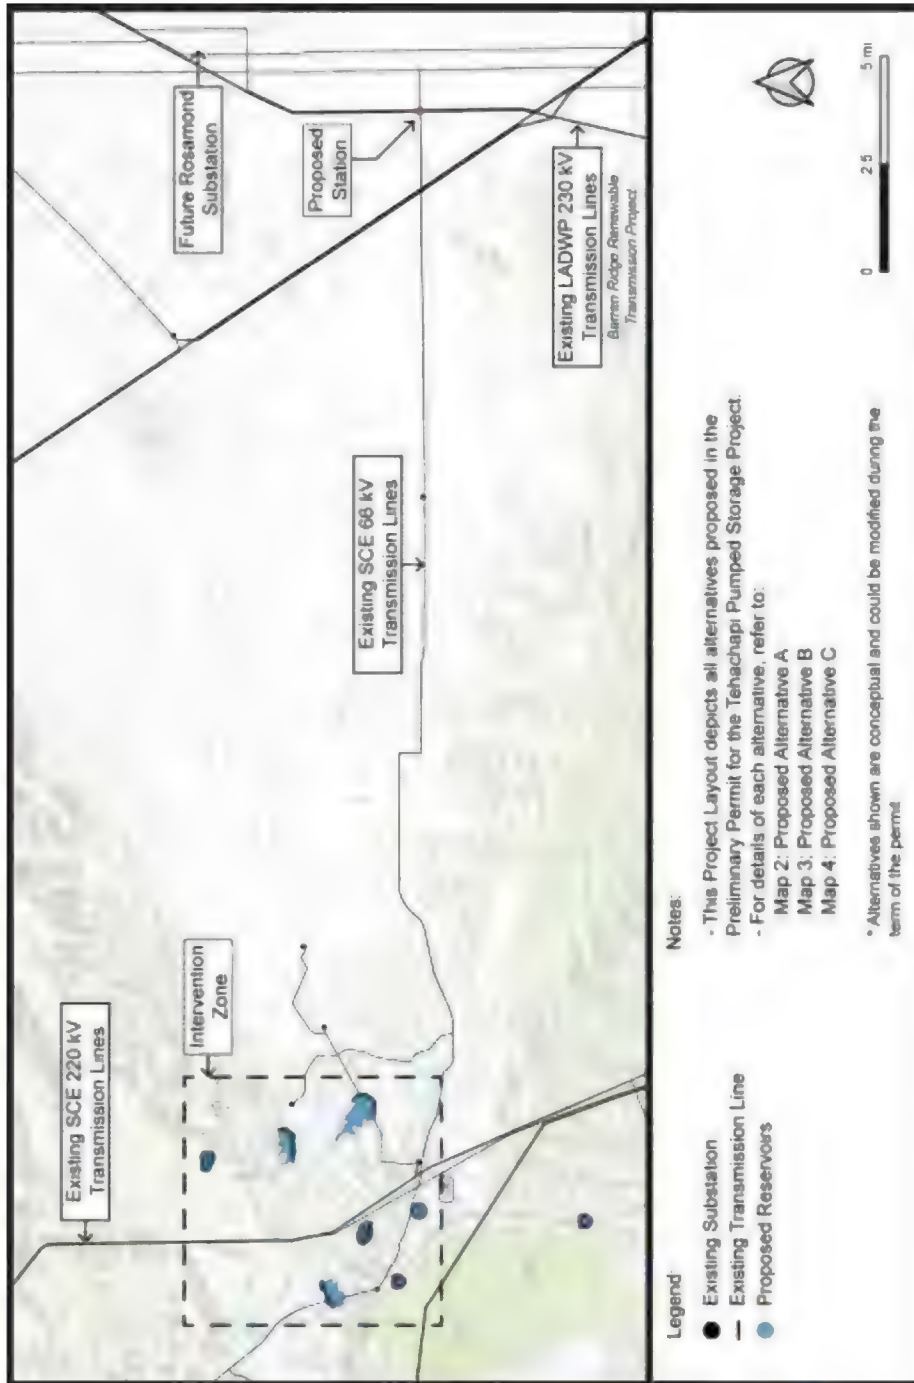 Existing SCE 220 kV
Transmission Lines
Intervention
Zone
Existing SCE 66 kV
Transmission Lines
Future Rosamond
Substation
Proposed
Station
Existing LADWP 230 kV
Transmission Lines
Barren Ridge Renewable
Transmission Project
Legend
Existing Substation
Existing Transmission Line
Proposed Reservoirs
Notes:
- This Project Layout depicts all alternatives proposed in the
Preliminary Permit for the Tehachapi Pumped Storage Project.
- For details of each alternative, refer to:
Map 2: Proposed Alternative A
Map 3: Proposed Alternative B
Map 4: Proposed Alternative C
* Alternatives shown are conceptual and could be modified during the
term of the permit
0 2.5 5 mi